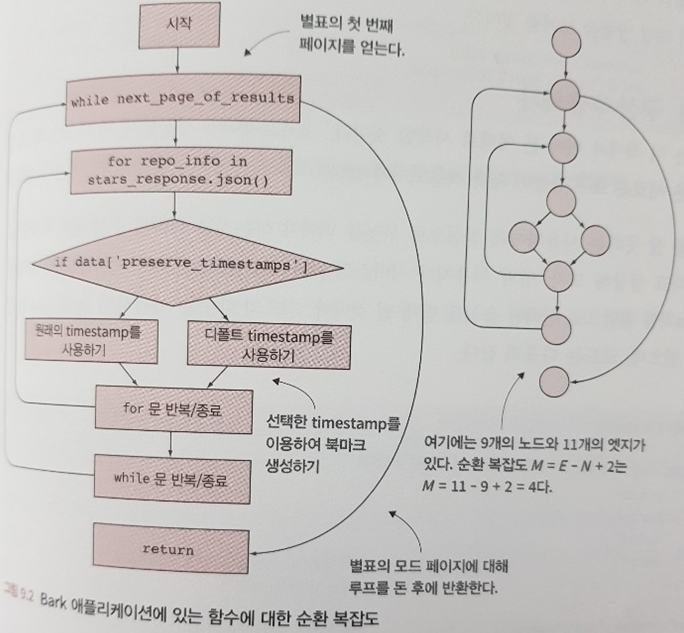 시작
별표의 첫 번째
페이지를 얻는다.
while next_page_of_results
for repo_info in
stars_response.json()
if data['preserve_timestamps']
원래의 timestamp를
사용하기
디폴트 timestamp를
사용하기
for 문 반복/종료
선택한 timestamp를
이용하여 북마크
생성하기
while 문 반복/종료
return
여기에는 9개의 노드와 11개의 엣지가
있다. 순환 복잡도 M = E - N + 2는
M = 11 - 9 + 2 = 4다.
별표의 모드 페이지에 대해
루프를 돈 후에 반환한다.
그림 9.2 Bark 애플리케이션에 있는 함수에 대한 순환 복잡도